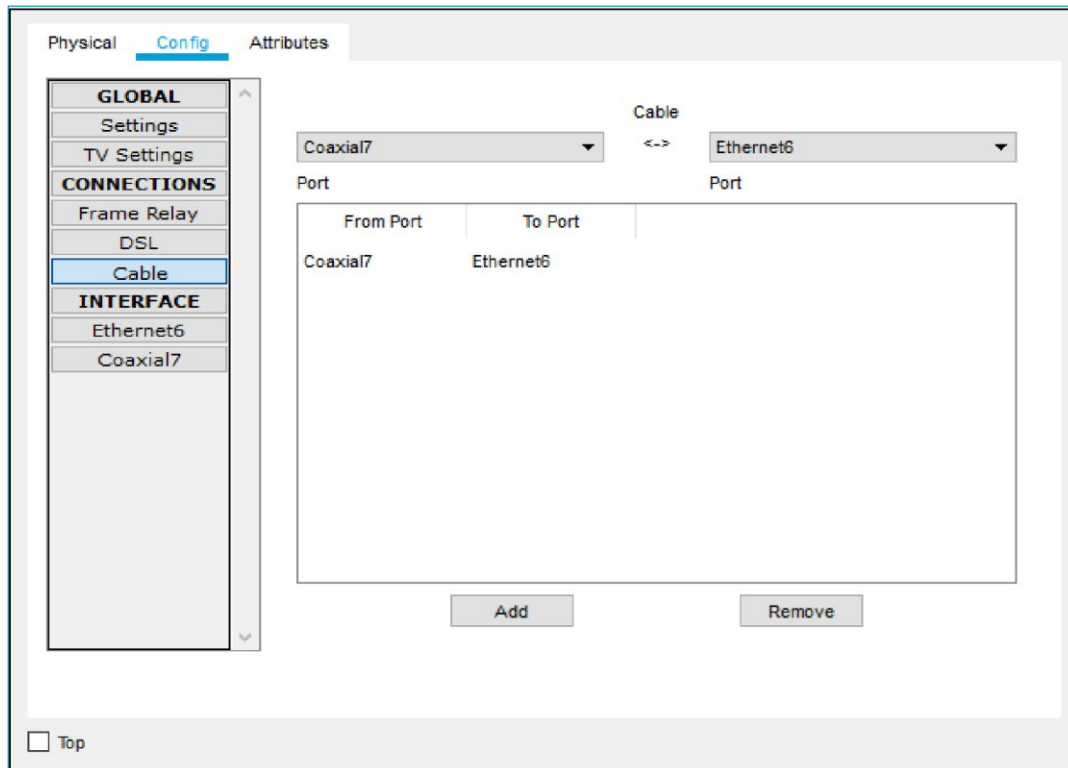 Physical Config Attributes
GLOBAL
Settings
TV Settings
CONNECTIONS
Frame Relay
DSL
Cable
INTERFACE
Ethernet6
Coaxial7
Cable
Coaxial7 <-> Ethernet6
Port Port
From Port To Port
Coaxial7 Ethernet6
Add Remove
Top